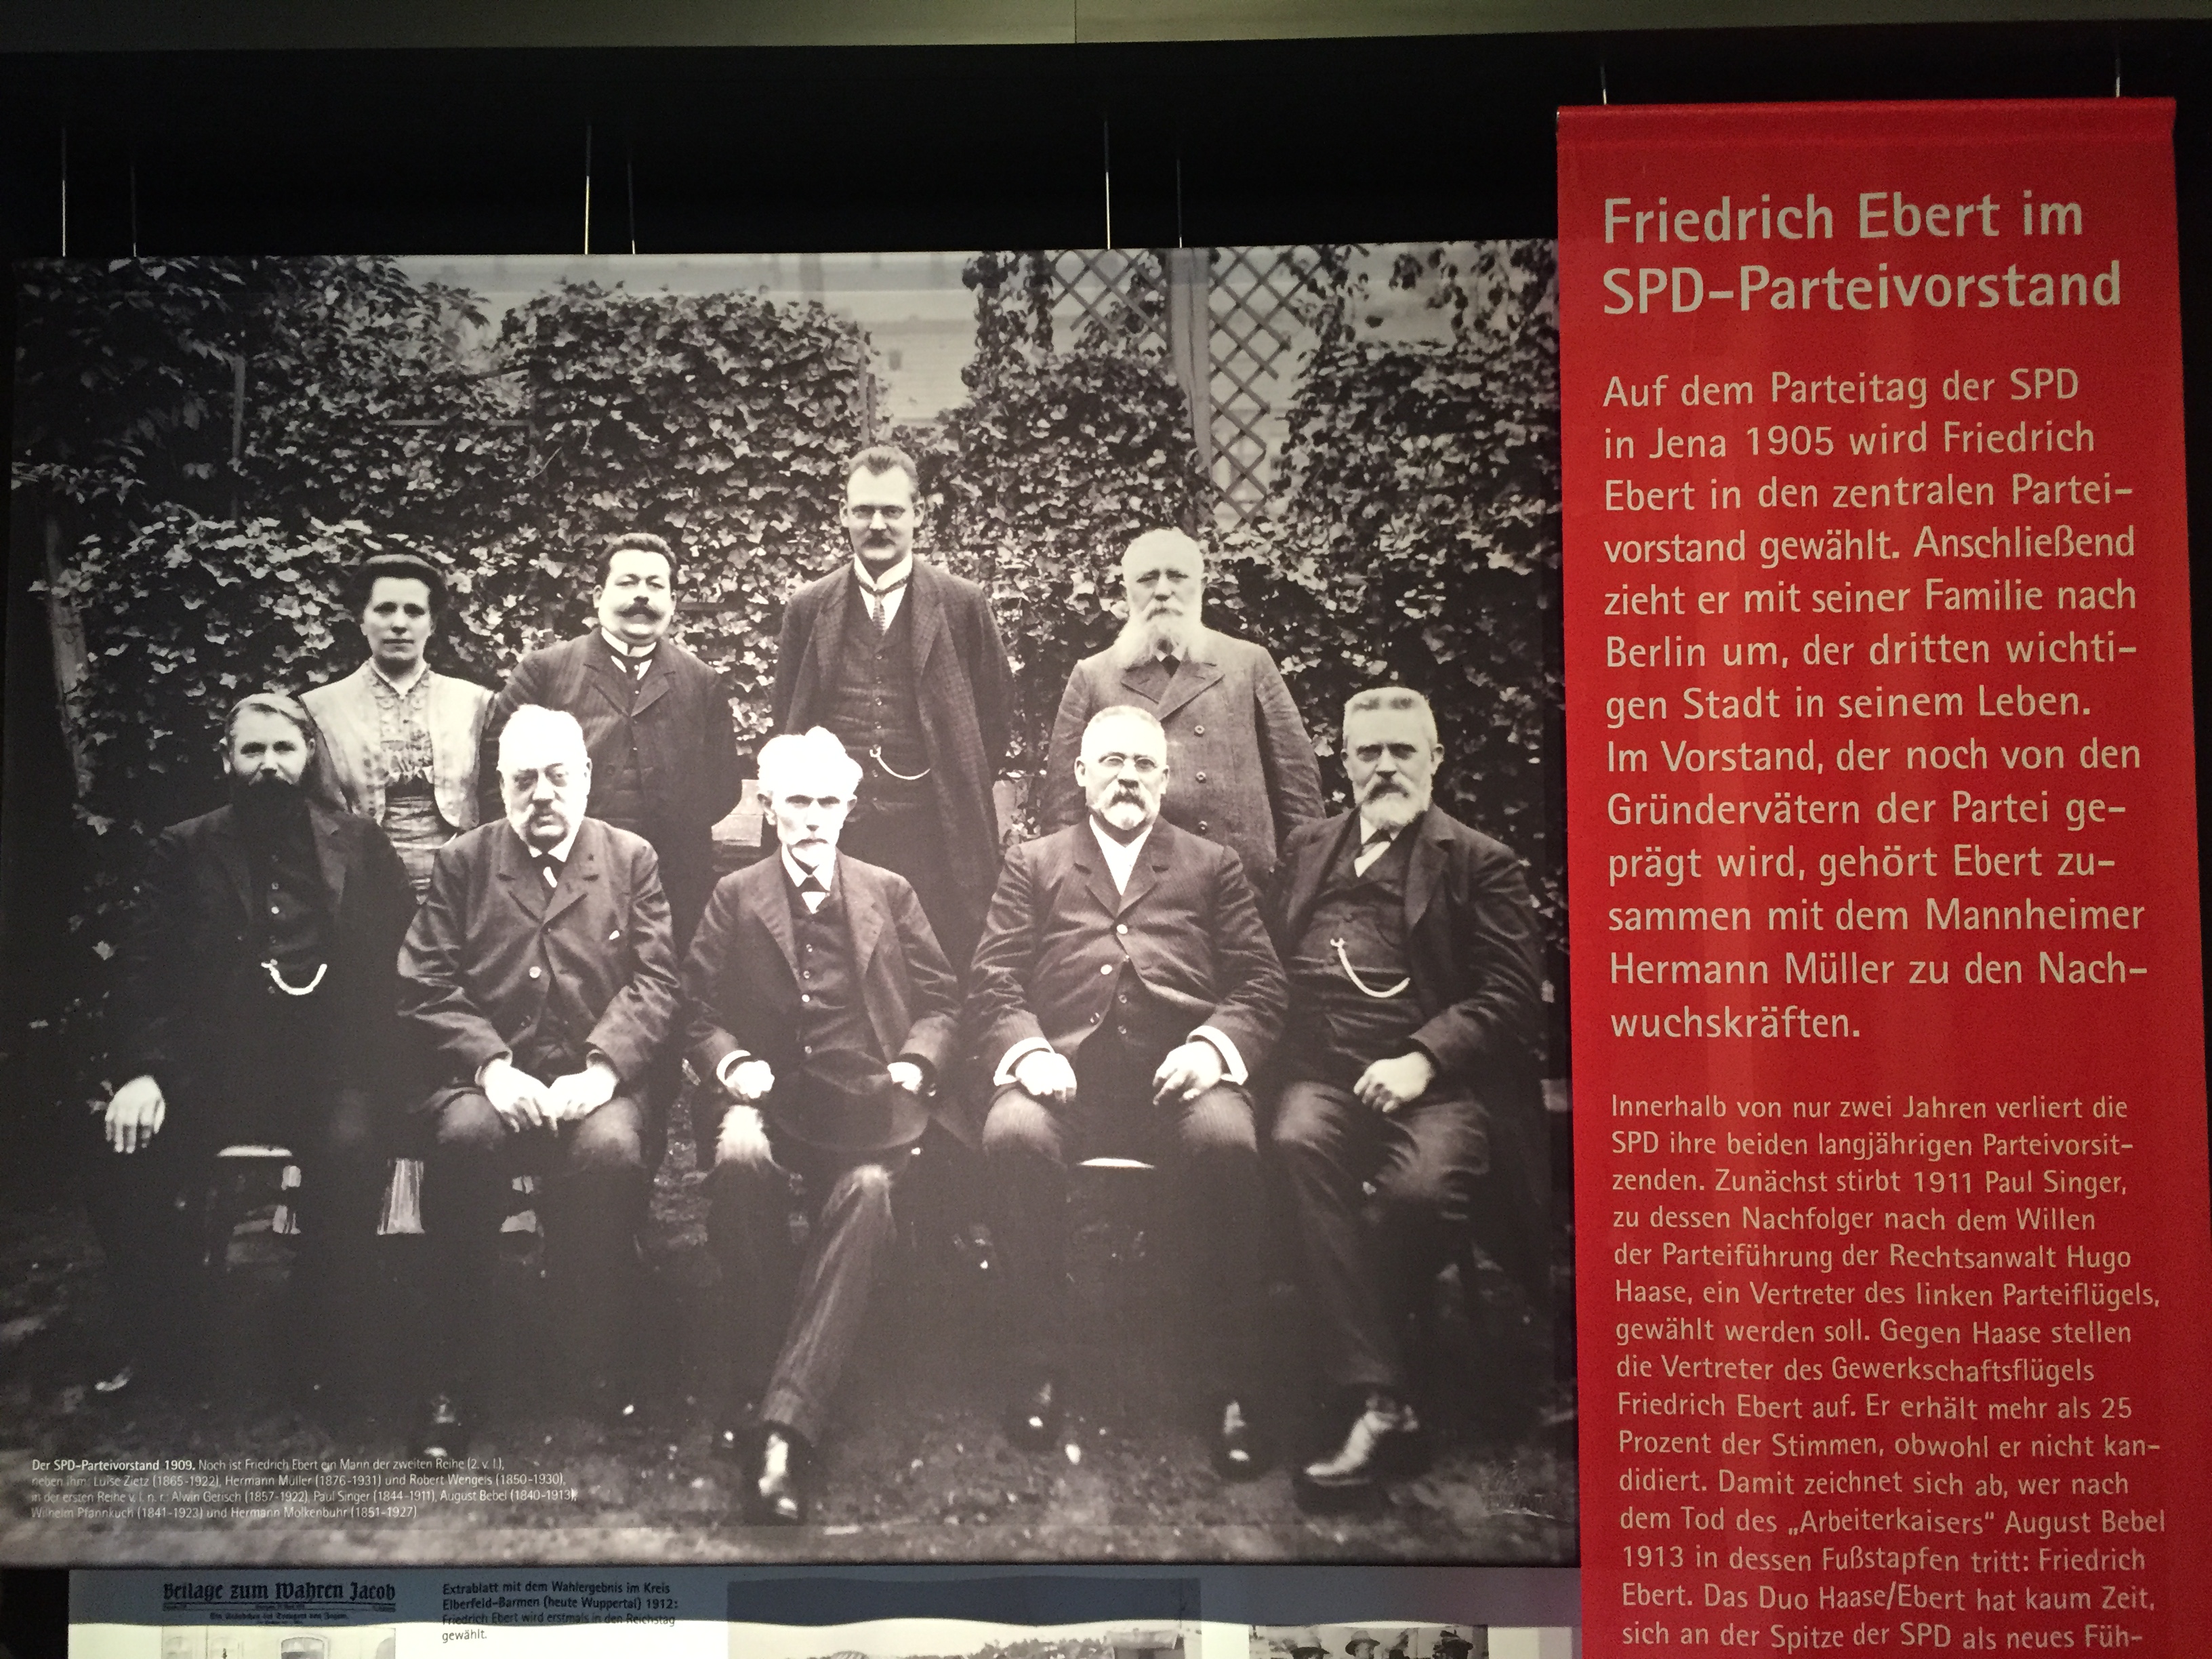 Friedrich Ebert im
SPD-Parteivorstand
Auf dem Parteitag der SPD
in Jena 1905 wird Friedrich
Ebert in den zentralen Partei-
vorstand gewählt. Anschließend
zieht er mit seiner Familie nach
Berlin um, der dritten wichti-
gen Stadt in seinem Leben.
Im Vorstand, der noch von den
Gründervätern der Partei ge-
prägt wird, gehört Ebert zu-
sammen mit dem Mannheimer
Hermann Müller zu den Nach-
wuchskräften.
Innerhalb von nur zwei Jahren verliert die
SPD ihre beiden langjährigen Parteivorsit-
zenden. Zunächst stirbt 1911 Paul Singer,
zu dessen Nachfolger nach dem Willen
der Parteiführung der Rechtsanwalt Hugo
Haase, ein Vertreter des linken Parteiflügels,
gewählt werden soll. Gegen Haase stellen
die Vertreter des Gewerkschaftsflügels
Friedrich Ebert auf. Er erhält mehr als 25
Prozent der Stimmen, obwohl er nicht kan-
didiert. Damit zeichnet sich ab, wer nach
dem Tod des „Arbeiterkaisers" August Bebel
1913 in dessen Fußstapfen tritt: Friedrich
Ebert. Das Duo Haase/Ebert hat kaum Zeit,
sich an der Spitze der SPD als neues Füh-
Der SPD-Parteivorstand 1909. Noch ist Friedrich Ebert ein Mann der zweiten Reihe (2. v. l.),
neben ihm: Luise Zietz (1865-1922), Hermann Müller (1876-1931) und Robert Wengels (1850-1930),
in der ersten Reihe v. l. n. r.: Alwin Gerisch (1857-1922), Paul Singer (1844-1911), August Bebel (1840-1913),
Wilhelm Pfannkuch (1841-1923) und Hermann Molkenbuhr (1851-1927)
Beilage zum Wahren Jacob
Extrablatt mit dem Wahlergebnis im Kreis
Elberfeld-Barmen (heute Wuppertal) 1912:
Friedrich Ebert wird erstmals in den Reichstag
gewählt.